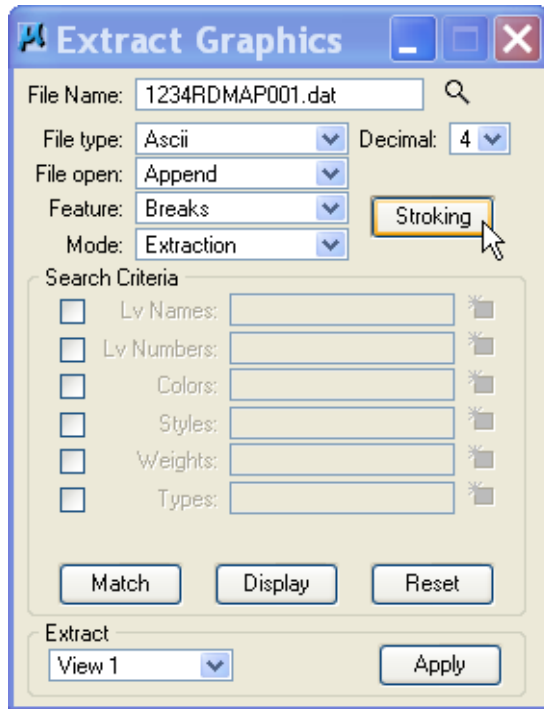 Extract Graphics
File Name: 1234RDMAP001.dat
File type: Ascii Decimal: 4
File open: Append
Feature: Breaks Stroking
Mode: Extraction
Search Criteria
Lv Names:
Lv Numbers:
Colors:
Styles:
Weights:
Types:
Match Display Reset
Extract
View 1 Apply